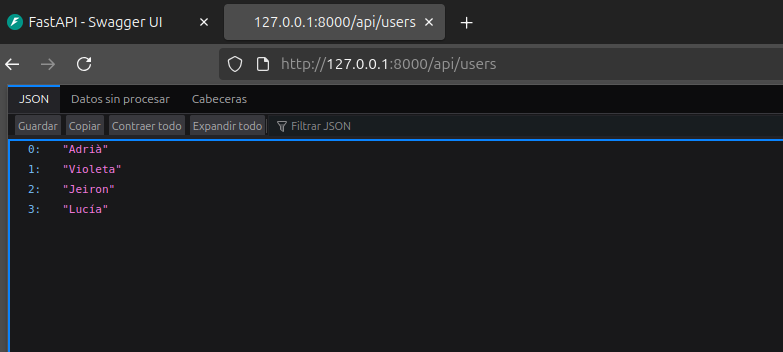 FastAPI - Swagger UI
127.0.0.1:8000/api/users
http://127.0.0.1:8000/api/users
JSON Datos sin procesar Cabeceras
Guardar Copiar Contraer todo Expandir todo Filtrar JSON
0: "Adrià"
1: "Violeta"
2: "Jeiron"
3: "Lucía"